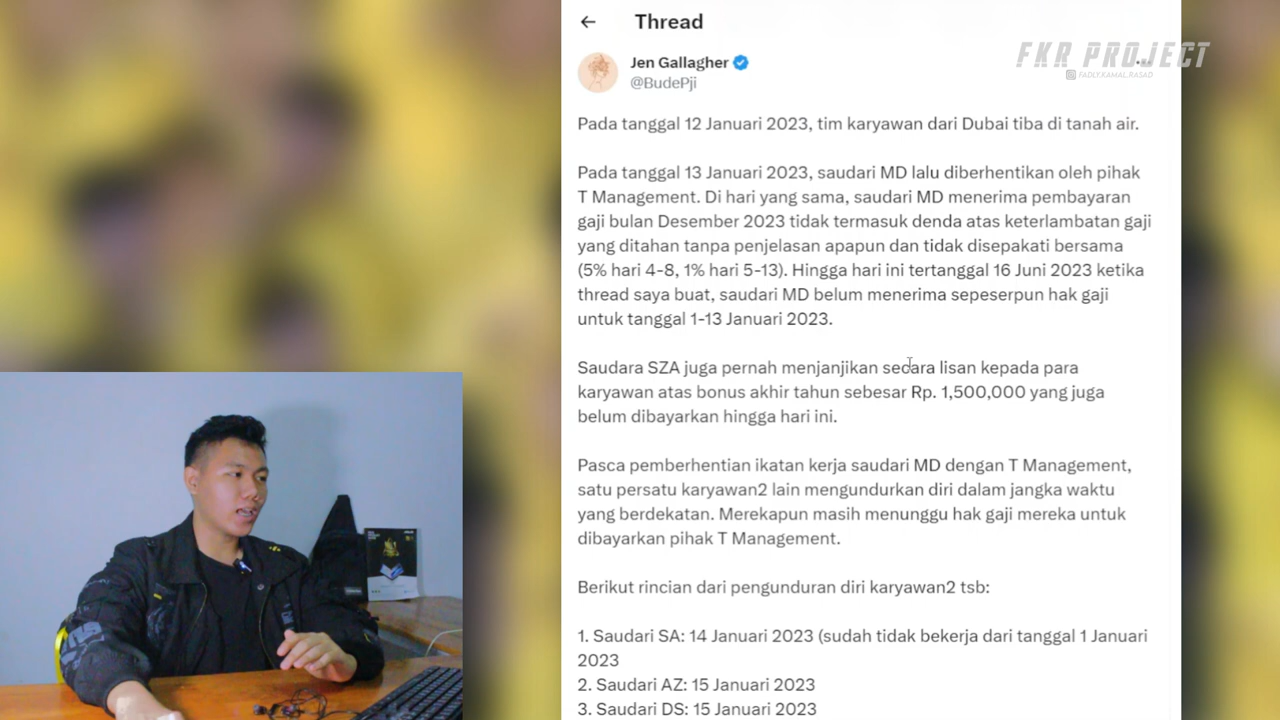 Thread
FKR PROJECT
FADLY.KAMAL.RASAD
Jen Gallagher
@BudePji
Pada tanggal 12 Januari 2023, tim karyawan dari Dubai tiba di tanah air.
Pada tanggal 13 Januari 2023, saudari MD lalu diberhentikan oleh pihak
T Management. Di hari yang sama, saudari MD menerima pembayaran
gaji bulan Desember 2023 tidak termasuk denda atas keterlambatan gaji
yang ditahan tanpa penjelasan apapun dan tidak disepakati bersama
(5% hari 4-8, 1% hari 5-13). Hingga hari ini tertanggal 16 Juni 2023 ketika
thread saya buat, saudari MD belum menerima sepeserpun hak gaji
untuk tanggal 1-13 Januari 2023.
Saudara SZA juga pernah menjanjikan secara lisan kepada para
karyawan atas bonus akhir tahun sebesar Rp. 1,500,000 yang juga
belum dibayarkan hingga hari ini.
Pasca pemberhentian ikatan kerja saudari MD dengan T Management,
satu persatu karyawan2 lain mengundurkan diri dalam jangka waktu
yang berdekatan. Merekapun masih menunggu hak gaji mereka untuk
dibayarkan pihak T Management.
Berikut rincian dari pengunduran diri karyawan2 tsb:
1. Saudari SA: 14 Januari 2023 (sudah tidak bekerja dari tanggal 1 Januari
2023
2. Saudari AZ: 15 Januari 2023
3. Saudari DS: 15 Januari 2023